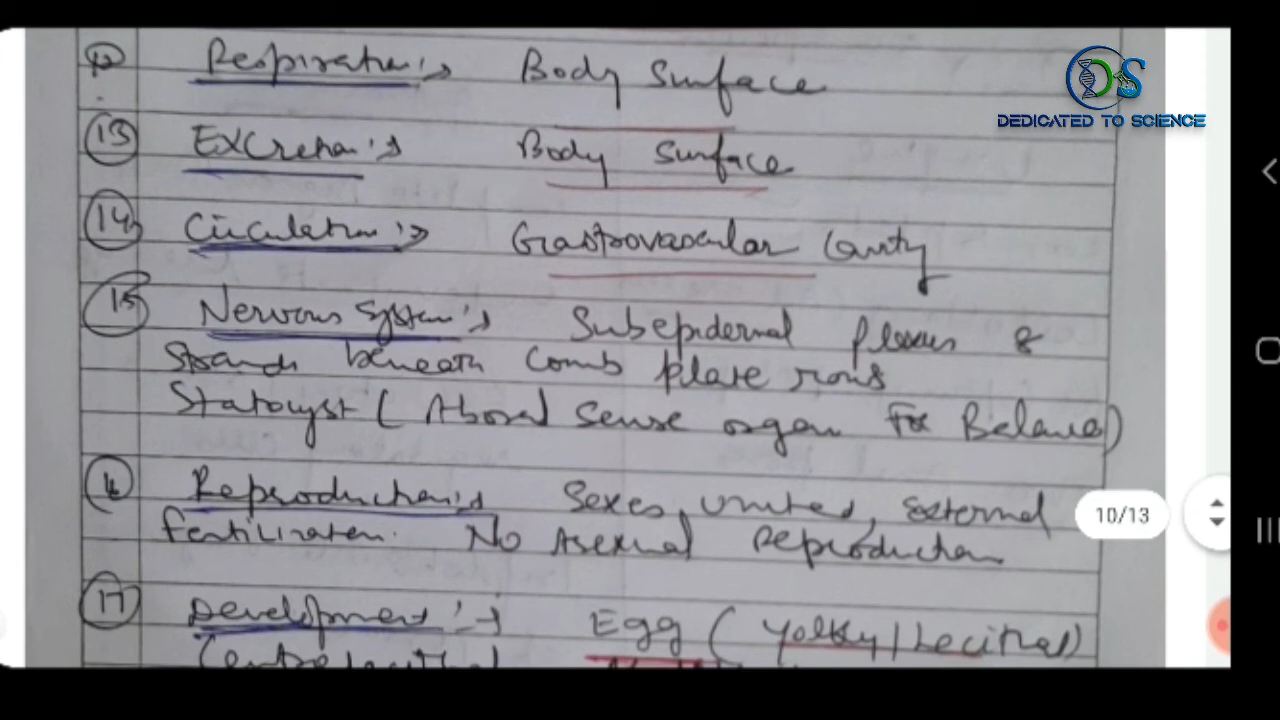 12 Respiration:→ Body Surface
DS
DEDICATED TO SCIENCE
13 Excretion:→ Body Surface
14 Circulation:→ Grastrovascular Cavity
15 Nervous System:→ Subepidermal plexus &
Strands beneath Comb plate rows
Statocyst (Aboral Sense organ For Balance)
16 Reproduction:→ Sexes united, External
fertilization. No Asexual Reproduction
10/13
17 Development:→ Egg (Yolky/Lecithal)